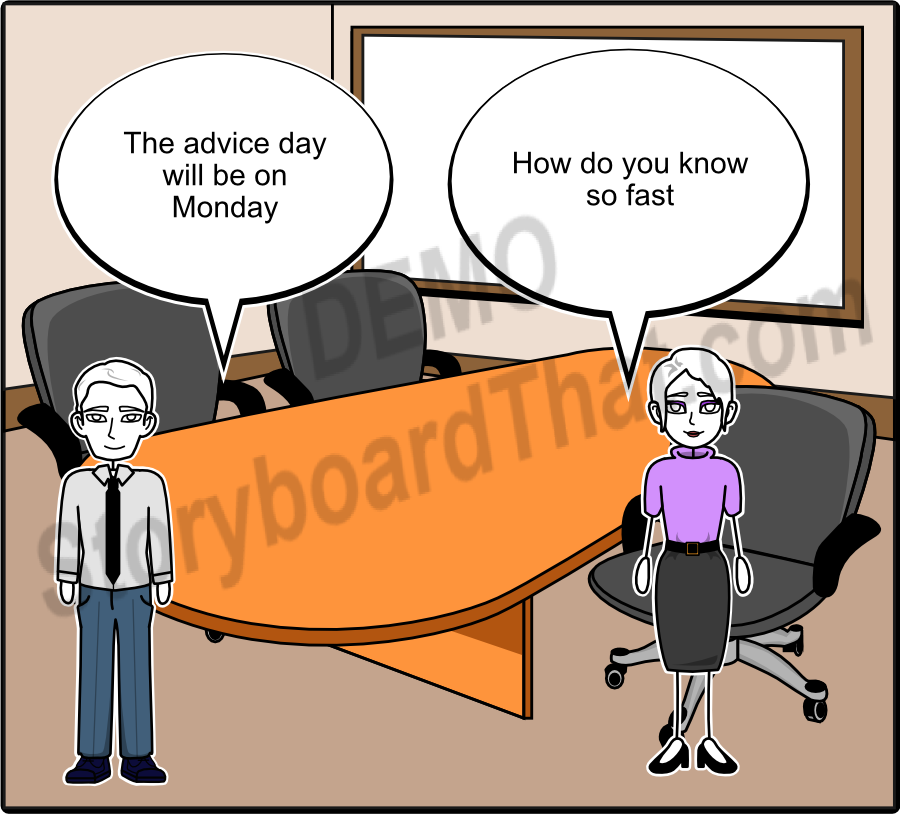 The advice day
will be on
Monday
How do you know
so fast
DEMO
StoryboardThat.com